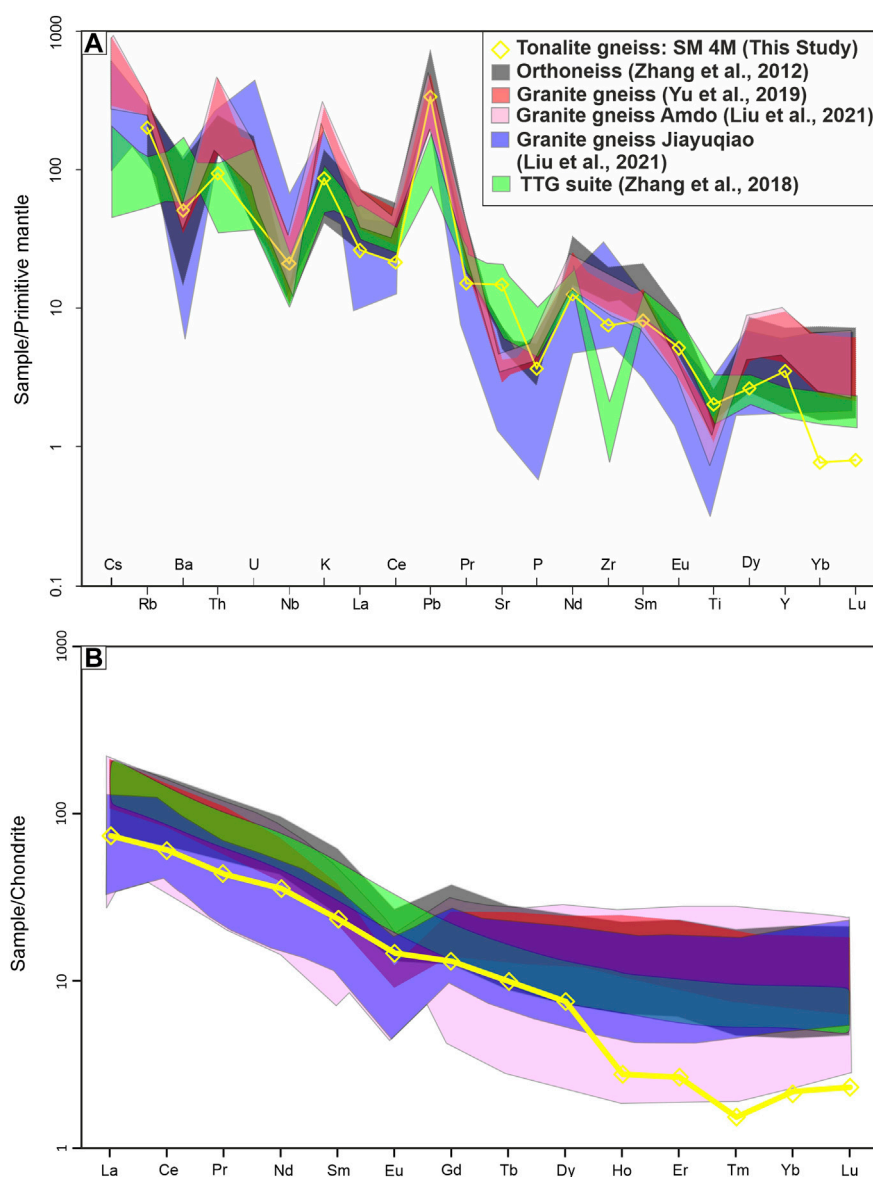 A
1000
100
10
1
0.1
Sample/Primitive mantle
Tonalite gneiss: SM 4M (This Study)
Orthoneiss (Zhang et al., 2012)
Granite gneiss (Yu et al., 2019)
Granite gneiss Amdo (Liu et al., 2021)
Granite gneiss Jiayuqiao
(Liu et al., 2021)
TTG suite (Zhang et al., 2018)
Cs Ba U K Ce Pb Pr P Zr Eu Dy Yb
Rb Th Nb La Pb Sr Nd Sm Ti Y Lu
B
1000
100
10
1
Sample/Chondrite
La Ce Pr Nd Sm Eu Gd Tb Dy Ho Er Tm Yb Lu